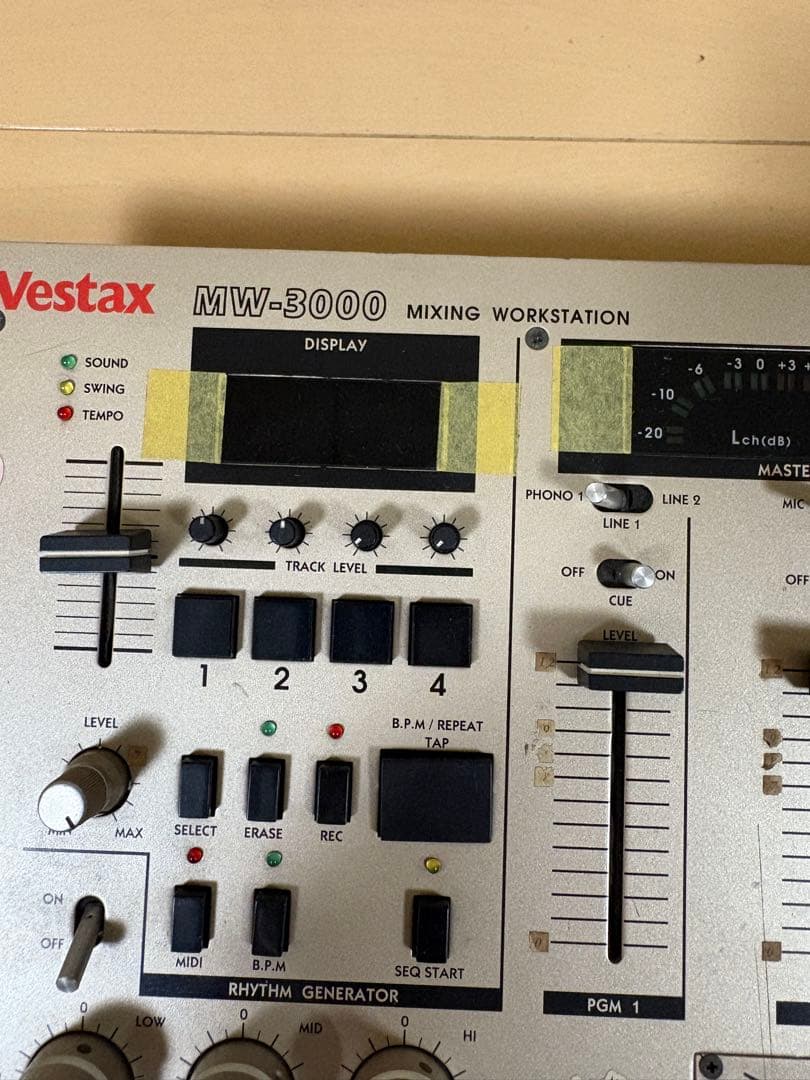 Vestax MW-3000 MIXING WORKSTATION
DISPLAY
SOUND
SWING
TEMPO
-20
-10
-6
-3
0
+3
Lch(dB)
MASTE
PHONO 1
LINE 2
LINE 1
MIC
OFF
ON
CUE
OFF
TRACK LEVEL
LEVEL
1
2
3
4
LEVEL
MAX
B.P.M / REPEAT
TAP
SELECT
ERASE
REC
ON
OFF
MIDI
B.P.M
SEQ START
RHYTHM GENERATOR
PGM 1
0
LOW
0
MID
0
HI